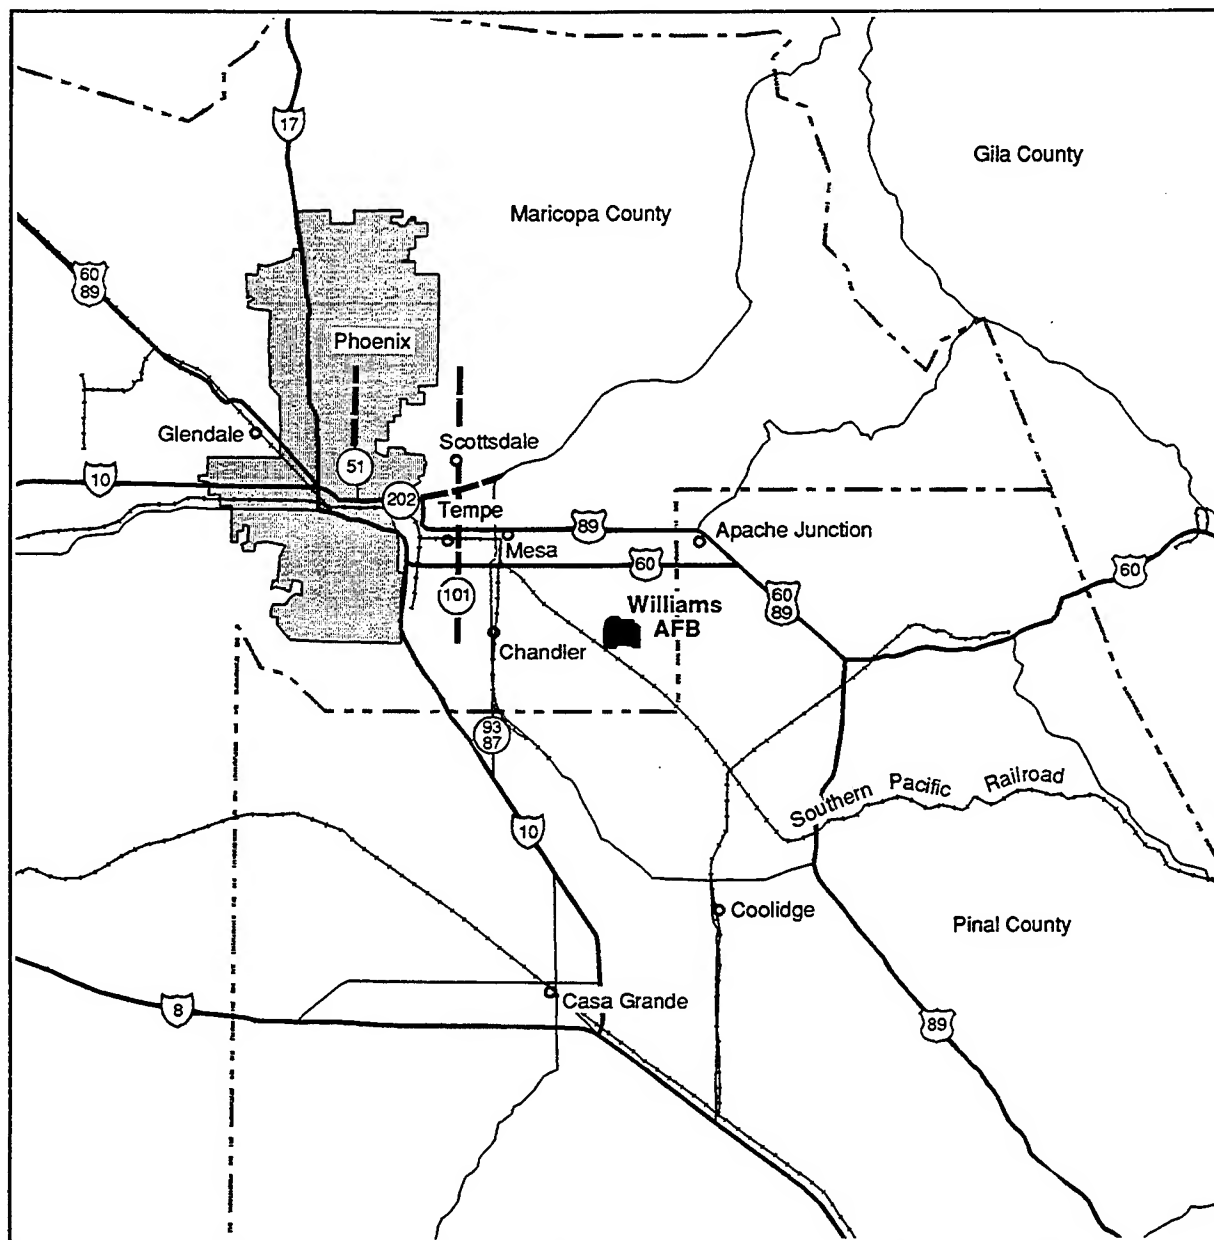 17
Gila County
Maricopa County
60
89
Phoenix
Glendale
Scottsdale
51
10
202
Tempe
89
Apache Junction
Mesa
60
60
101
60
89
Williams
AFB
Chandler
93
87
Southern Pacific Railroad
10
Coolidge
Pinal County
Casa Grande
8
89